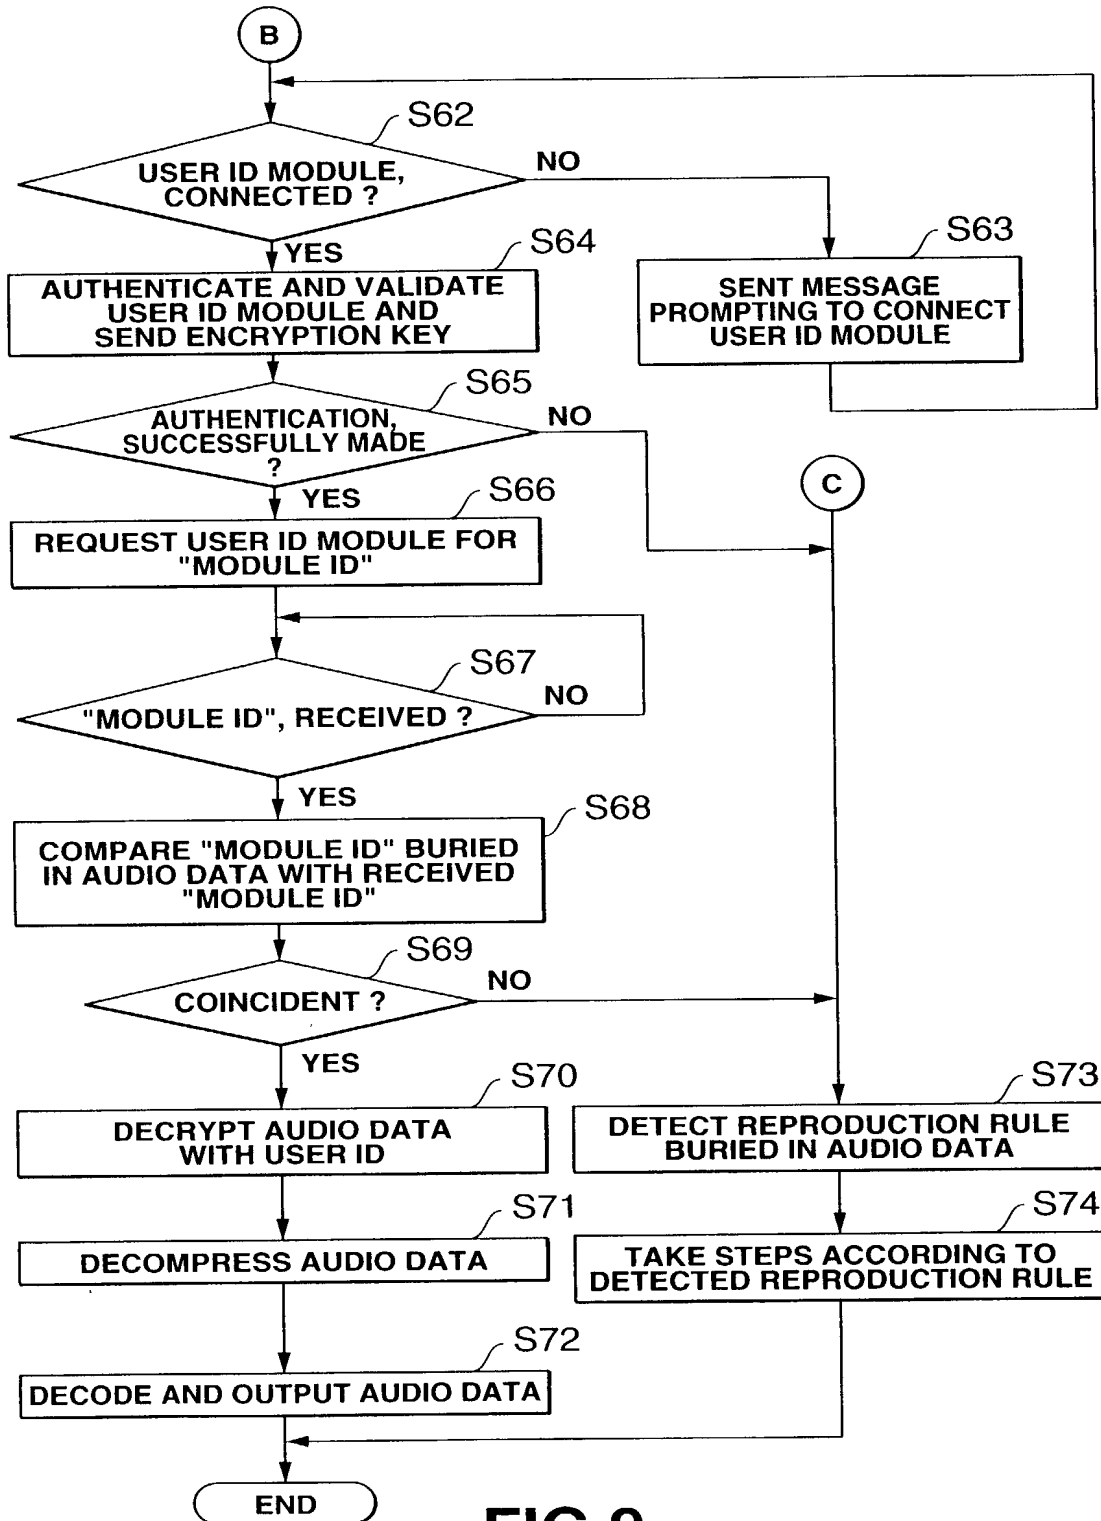 B
S62
USER ID MODULE,
CONNECTED ?
NO
YES
S63
SENT MESSAGE
PROMPTING TO CONNECT
USER ID MODULE
S64
AUTHENTICATE AND VALIDATE
USER ID MODULE AND
SEND ENCRYPTION KEY
S65
AUTHENTICATION,
SUCCESSFULLY MADE
?
NO
YES
C
S66
REQUEST USER ID MODULE FOR
"MODULE ID"
S67
"MODULE ID", RECEIVED ?
NO
YES
S68
COMPARE "MODULE ID" BURIED
IN AUDIO DATA WITH RECEIVED
"MODULE ID"
S69
COINCIDENT ?
NO
YES
S70
DECRYPT AUDIO DATA
WITH USER ID
S71
DECOMPRESS AUDIO DATA
S72
DECODE AND OUTPUT AUDIO DATA
S73
DETECT REPRODUCTION RULE
BURIED IN AUDIO DATA
S74
TAKE STEPS ACCORDING TO
DETECTED REPRODUCTION RULE
END